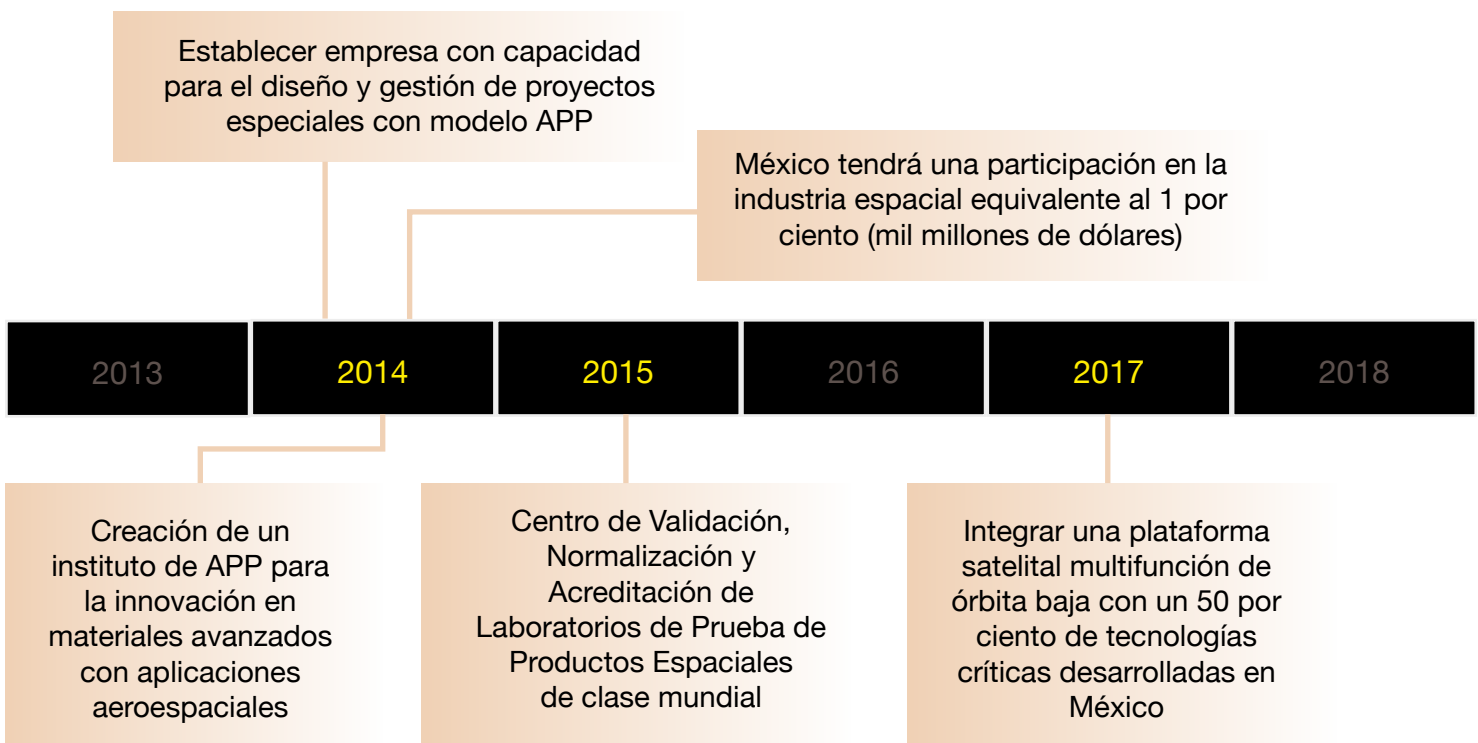 Establecer empresa con capacidad
para el diseño y gestión de proyectos
especiales con modelo APP
México tendrá una participación en la
industria espacial equivalente al 1 por
ciento (mil millones de dólares)
2013
2014
2015
2016
2017
2018
Creación de un
instituto de APP para
la innovación en
materiales avanzados
con aplicaciones
aeroespaciales
Centro de Validación,
Normalización y
Acreditación de
Laboratorios de Prueba de
Productos Espaciales
de clase mundial
Integrar una plataforma
satelital multifunción de
órbita baja con un 50 por
ciento de tecnologías
críticas desarrolladas en
México